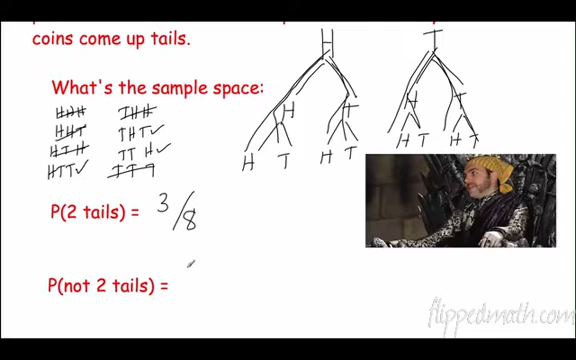 coins come up tails.
H T
What's the sample space:
HHH THH
HHT THT✓
HTH TTH✓
HTT✓ TTT
H T H T
H T H T H T H T
P(2 tails) = 3/8
P(not 2 tails) =
flippedmath.com